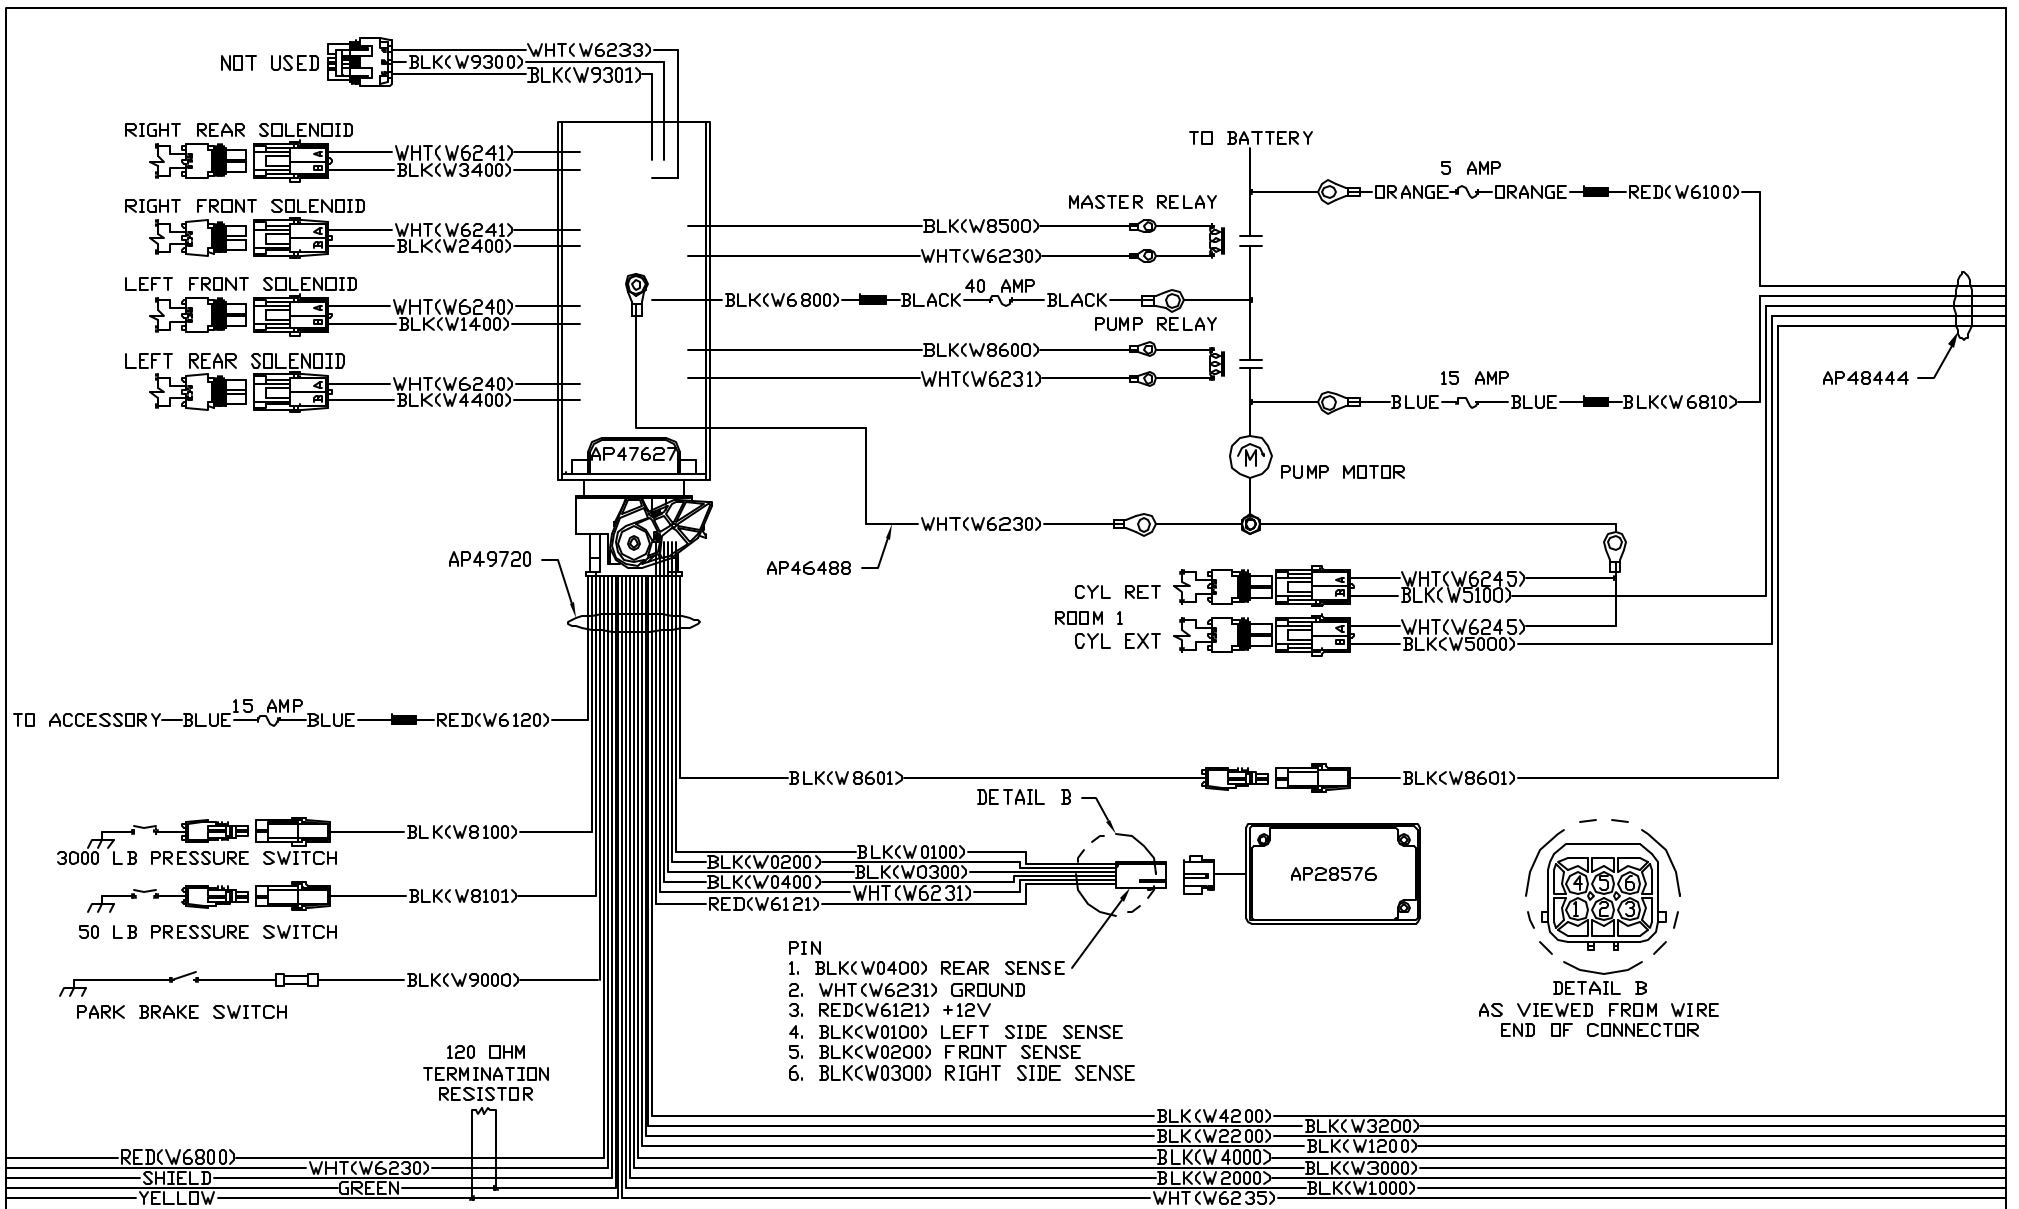 WHT(W6233)
NOT USED
BLK(W9300)
BLK(W9301)
RIGHT REAR SOLENOID
A
B
WHT(W6241)
BLK(W3400)
RIGHT FRONT SOLENOID
A
B
WHT(W6241)
BLK(W2400)
LEFT FRONT SOLENOID
A
B
WHT(W6240)
BLK(W1400)
LEFT REAR SOLENOID
A
B
WHT(W6240)
BLK(W4400)
TO BATTERY
5 AMP
ORANGE
ORANGE
RED(W6100)
MASTER RELAY
BLK(W8500)
WHT(W6230)
40 AMP
BLK(W6800)
BLACK
BLACK
PUMP RELAY
BLK(W8600)
WHT(W6231)
15 AMP
BLUE
BLUE
BLK(W6810)
AP48444
AP47627
M
PUMP MOTOR
WHT(W6230)
AP49720
AP46488
CYL RET
A
B
WHT(W6245)
BLK(W5100)
ROOM 1
CYL EXT
A
B
WHT(W6245)
BLK(W5000)
15 AMP
TO ACCESSORY
BLUE
BLUE
RED(W6120)
BLK(W8601)
BLK(W8601)
DETAIL B
BLK(W8100)
3000 LB PRESSURE SWITCH
BLK(W0100)
BLK(W0200)
BLK(W0300)
BLK(W0400)
WHT(W6231)
RED(W6121)
AP28576
4 5 6
1 2 3
BLK(W8101)
50 LB PRESSURE SWITCH
PIN
1. BLK(W0400) REAR SENSE
2. WHT(W6231) GROUND
3. RED(W6121) +12V
4. BLK(W0100) LEFT SIDE SENSE
5. BLK(W0200) FRONT SENSE
6. BLK(W0300) RIGHT SIDE SENSE
DETAIL B
AS VIEWED FROM WIRE
END OF CONNECTOR
BLK(W9000)
PARK BRAKE SWITCH
120 OHM
TERMINATION
RESISTOR
BLK(W4200)
BLK(W3200)
BLK(W2200)
BLK(W1200)
RED(W6800)
BLK(W4000)
WHT(W6230)
BLK(W3000)
SHIELD
BLK(W2000)
GREEN
BLK(W1000)
YELLOW
WHT(W6235)